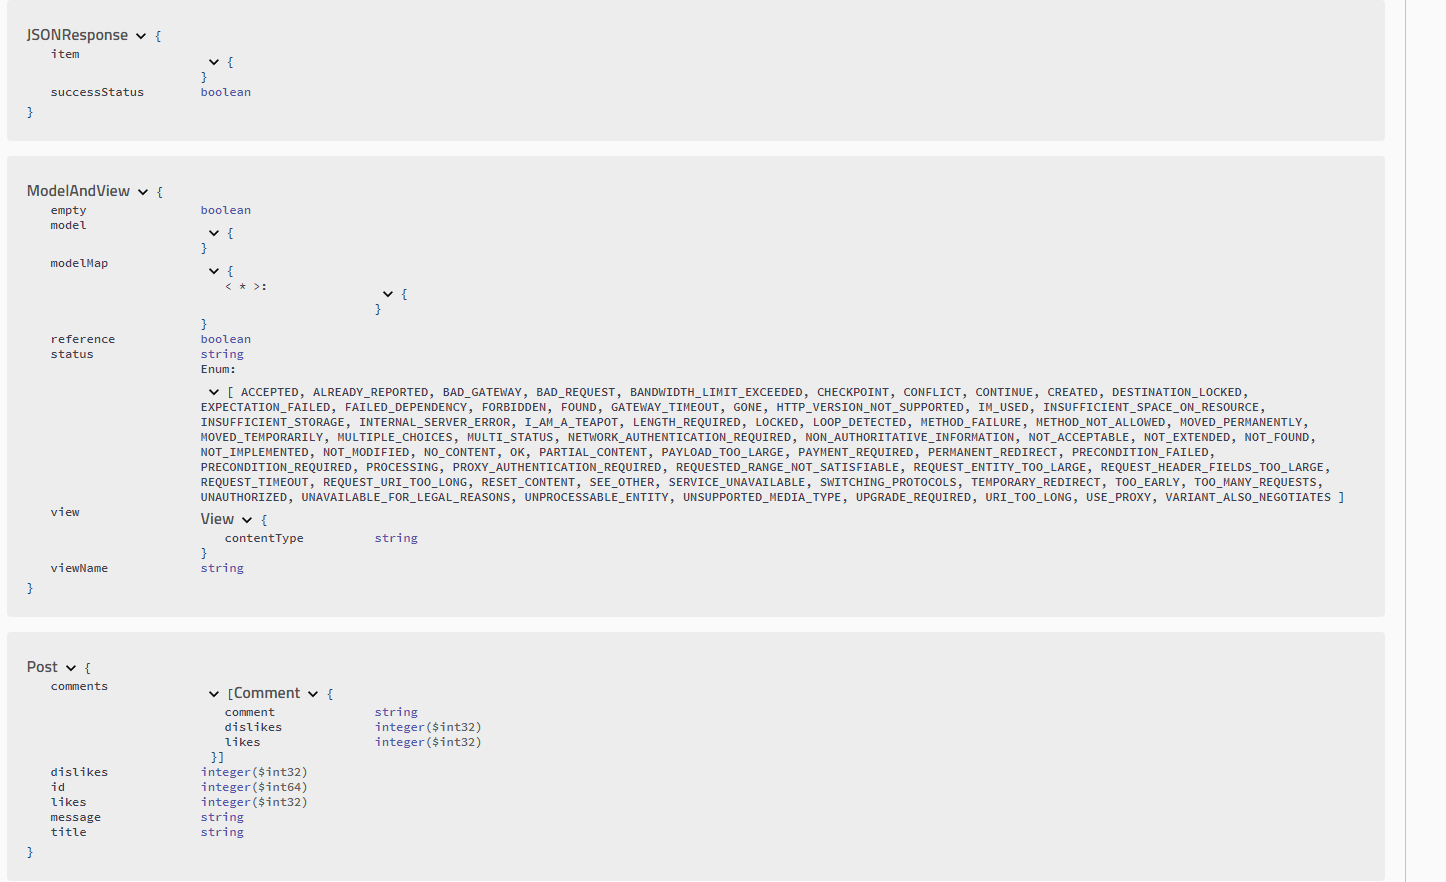 JSONResponse {
item
{
}
successStatus boolean
}
ModelAndView {
empty boolean
model
{
}
modelMap
{
< * >:
{
}
}
reference boolean
status string
Enum:
[ ACCEPTED, ALREADY_REPORTED, BAD_GATEWAY, BAD_REQUEST, BANDWIDTH_LIMIT_EXCEEDED, CHECKPOINT, CONFLICT, CONTINUE, CREATED, DESTINATION_LOCKED,
EXPECTATION_FAILED, FAILED_DEPENDENCY, FORBIDDEN, FOUND, GATEWAY_TIMEOUT, GONE, HTTP_VERSION_NOT_SUPPORTED, IM_USED, INSUFFICIENT_SPACE_ON_RESOURCE,
INSUFFICIENT_STORAGE, INTERNAL_SERVER_ERROR, I_AM_A_TEAPOT, LENGTH_REQUIRED, LOCKED, LOOP_DETECTED, METHOD_FAILURE, METHOD_NOT_ALLOWED, MOVED_PERMANENTLY,
MOVED_TEMPORARILY, MULTIPLE_CHOICES, MULTI_STATUS, NETWORK_AUTHENTICATION_REQUIRED, NON_AUTHORITATIVE_INFORMATION, NOT_ACCEPTABLE, NOT_EXTENDED, NOT_FOUND,
NOT_IMPLEMENTED, NOT_MODIFIED, NO_CONTENT, OK, PARTIAL_CONTENT, PAYLOAD_TOO_LARGE, PAYMENT_REQUIRED, PERMANENT_REDIRECT, PRECONDITION_FAILED,
PRECONDITION_REQUIRED, PROCESSING, PROXY_AUTHENTICATION_REQUIRED, REQUESTED_RANGE_NOT_SATISFIABLE, REQUEST_ENTITY_TOO_LARGE, REQUEST_HEADER_FIELDS_TOO_LARGE,
REQUEST_TIMEOUT, REQUEST_URI_TOO_LONG, RESET_CONTENT, SEE_OTHER, SERVICE_UNAVAILABLE, SWITCHING_PROTOCOLS, TEMPORARY_REDIRECT, TOO_EARLY, TOO_MANY_REQUESTS,
UNAUTHORIZED, UNAVAILABLE_FOR_LEGAL_REASONS, UNPROCESSABLE_ENTITY, UNSUPPORTED_MEDIA_TYPE, UPGRADE_REQUIRED, URI_TOO_LONG, USE_PROXY, VARIANT_ALSO_NEGOTIATES ]
view
View {
contentType string
}
viewName string
}
Post {
comments
[Comment {
comment string
dislikes integer($int32)
likes integer($int32)
}]
dislikes integer($int32)
id integer($int64)
likes integer($int32)
message string
title string
}